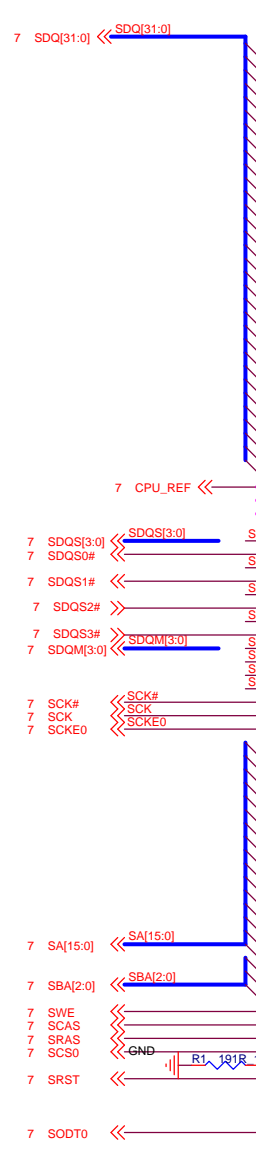 SDQ[31:0]
7 SDQ[31:0]
7 CPU_REF
SDQS[3:0]
7 SDQS[3:0]
7 SDQS0#
7 SDQS1#
7 SDQS2#
7 SDQS3#
SDQM[3:0]
7 SDQM[3:0]
7 SCK# SCK#
7 SCK SCK
7 SCKE0 SCKE0
SA[15:0]
7 SA[15:0]
SBA[2:0]
7 SBA[2:0]
7 SWE
7 SCAS
7 SRAS
7 SCS0 GND
R1 191R
7 SRST
7 SODT0